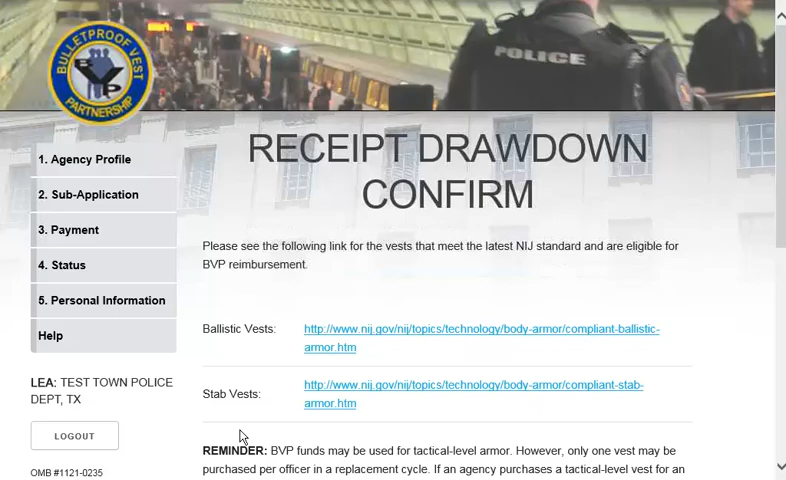 BULLETPROOF VEST
BVP
PARTNERSHIP
POLICE
RECEIPT DRAWDOWN
CONFIRM
1. Agency Profile
2. Sub-Application
3. Payment
4. Status
5. Personal Information
Help
LEA: TEST TOWN POLICE
DEPT, TX
LOGOUT
OMB #1121-0235
Please see the following link for the vests that meet the latest NIJ standard and are eligible for
BVP reimbursement.
Ballistic Vests:
http://www.nij.gov/nij/topics/technology/body-armor/compliant-ballistic-
armor.htm
Stab Vests:
http://www.nij.gov/nij/topics/technology/body-armor/compliant-stab-
armor.htm
REMINDER: BVP funds may be used for tactical-level armor. However, only one vest may be
purchased per officer in a replacement cycle. If an agency purchases a tactical-level vest for an